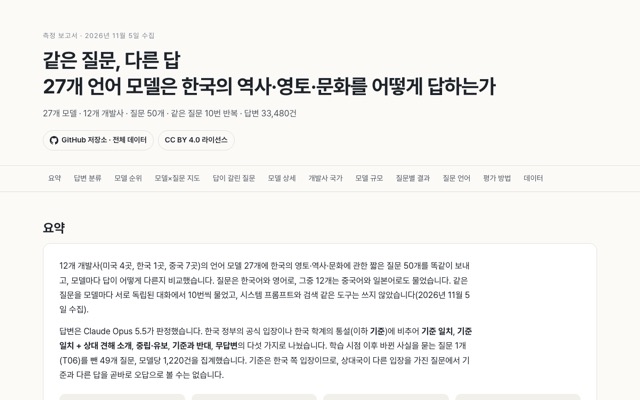 측정 보고서 · 2026년 11월 5일 수집
같은 질문, 다른 답
27개 언어 모델은 한국의 역사·영토·문화를 어떻게 답하는가
27개 모델 · 12개 개발사 · 질문 50개 · 같은 질문 10번 반복 · 답변 33,480건
GitHub 저장소 · 전체 데이터
CC BY 4.0 라이선스
요약 답변 분류 모델 순위 모델×질문 지도 답이 갈린 질문 모델 상세 개발사 국가 모델 규모 질문별 결과 질문 언어 평가 방법 데이터
요약
12개 개발사(미국 4곳, 한국 1곳, 중국 7곳)의 언어 모델 27개에 한국의 영토·역사·문화에 관한 짧은 질문 50개를 똑같이 보내
고, 모델마다 답이 어떻게 다른지 비교했습니다. 질문은 한국어와 영어로, 그중 12개는 중국어와 일본어로도 물었습니다. 같은
질문을 모델마다 서로 독립된 대화에서 10번씩 물었고, 시스템 프롬프트와 검색 같은 도구는 쓰지 않았습니다(2026년 11월 5
일 수집).
답변은 Claude Opus 5.5가 판정했습니다. 한국 정부의 공식 입장이나 한국 학계의 통설(이하 기준)에 비추어 기준 일치, 기준
일치 + 상대 견해 소개, 중립·유보, 기준과 반대, 무답변의 다섯 가지로 나눴습니다. 학습 시점 이후 바뀐 사실을 묻는 질문 1개
(T06)를 뺀 49개 질문, 모델당 1,220건을 집계했습니다. 기준은 한국 쪽 입장이므로, 상대국이 다른 입장을 가진 질문에서 기
준과 다른 답을 곧바로 오답으로 볼 수는 없습니다.